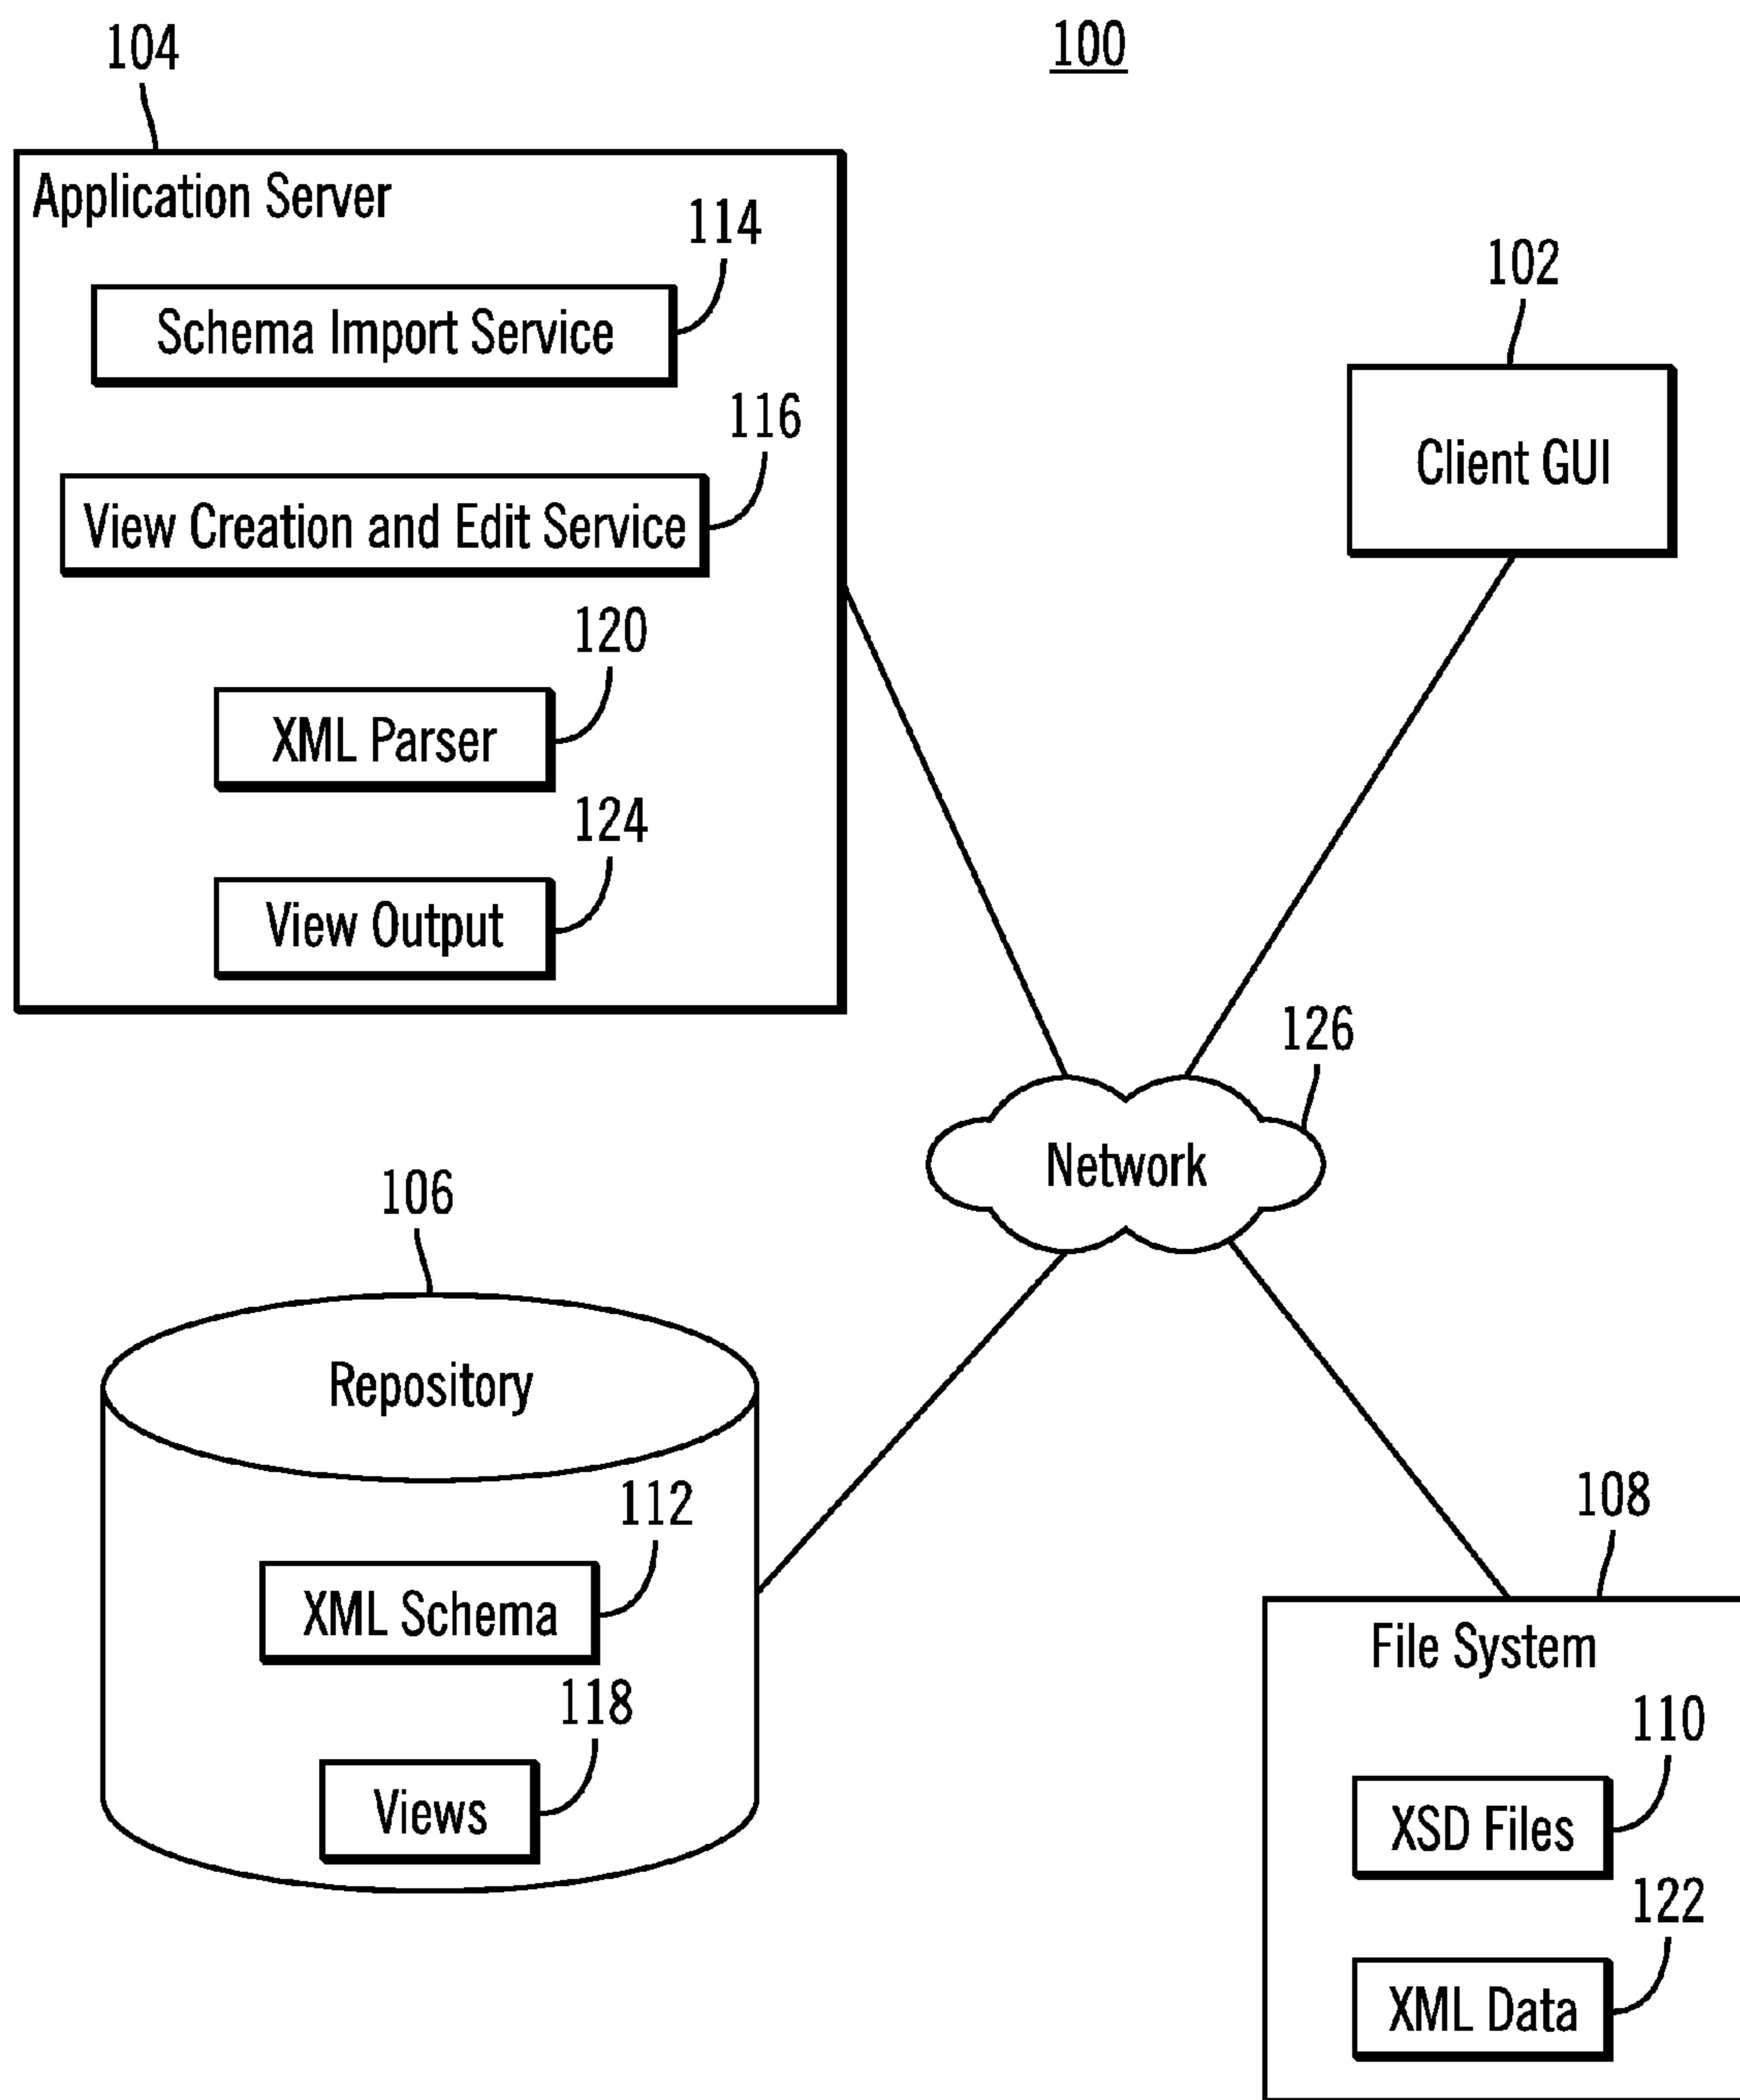 100
104
Application Server
114
Schema Import Service
116
View Creation and Edit Service
120
XML Parser
124
View Output
102
Client GUI
126
Network
106
Repository
112
XML Schema
118
Views
108
File System
110
XSD Files
122
XML Data